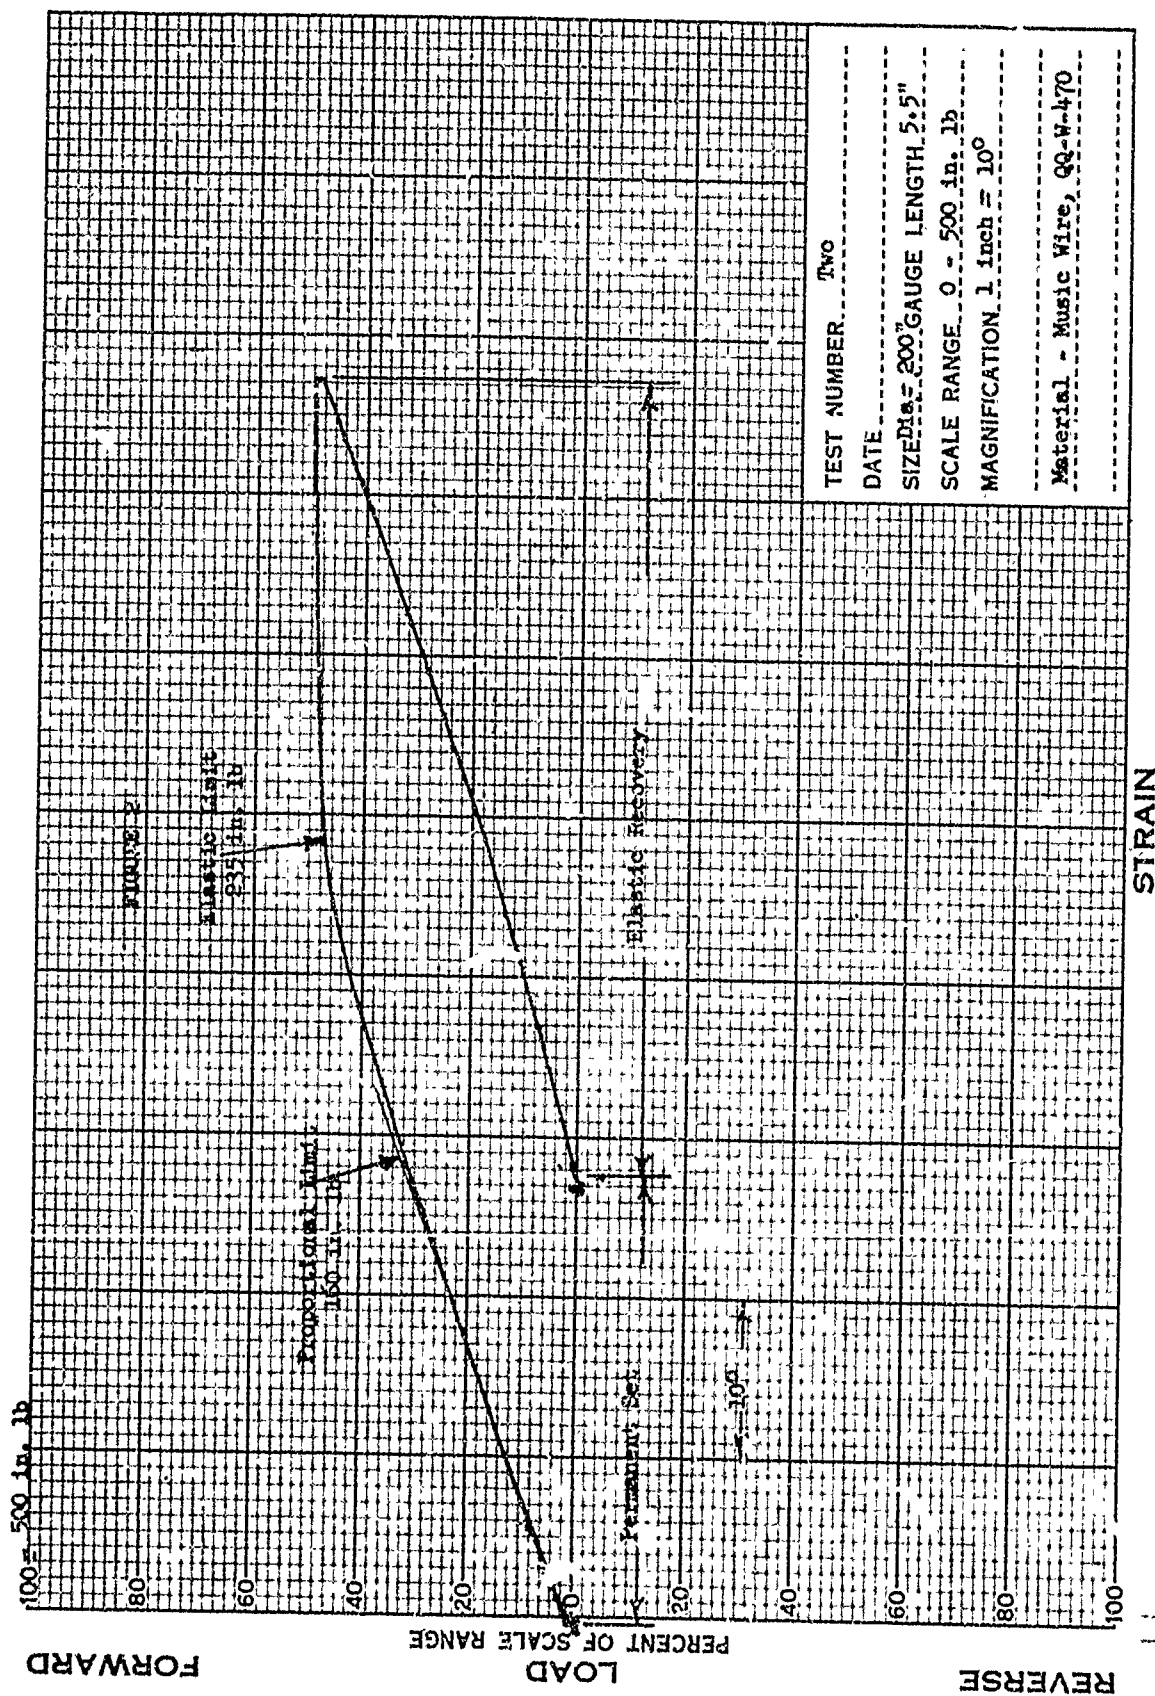 FIGURE 2
100= 500 in. lb
80
60
40
20
0
20
40
60
80
100
FORWARD
LOAD
PERCENT OF SCALE RANGE
REVERSE
Elastic Limit
235 in. lb
Proportional Limit
160 in. lb
Elastic Recovery
Permanent Set
10°
STRAIN
TEST NUMBER Two
DATE
SIZE Dia=.200" GAUGE LENGTH 5.5"
SCALE RANGE 0 - 500 in. lb
MAGNIFICATION 1 inch = 10°
Material - Music Wire, QQ-W-470